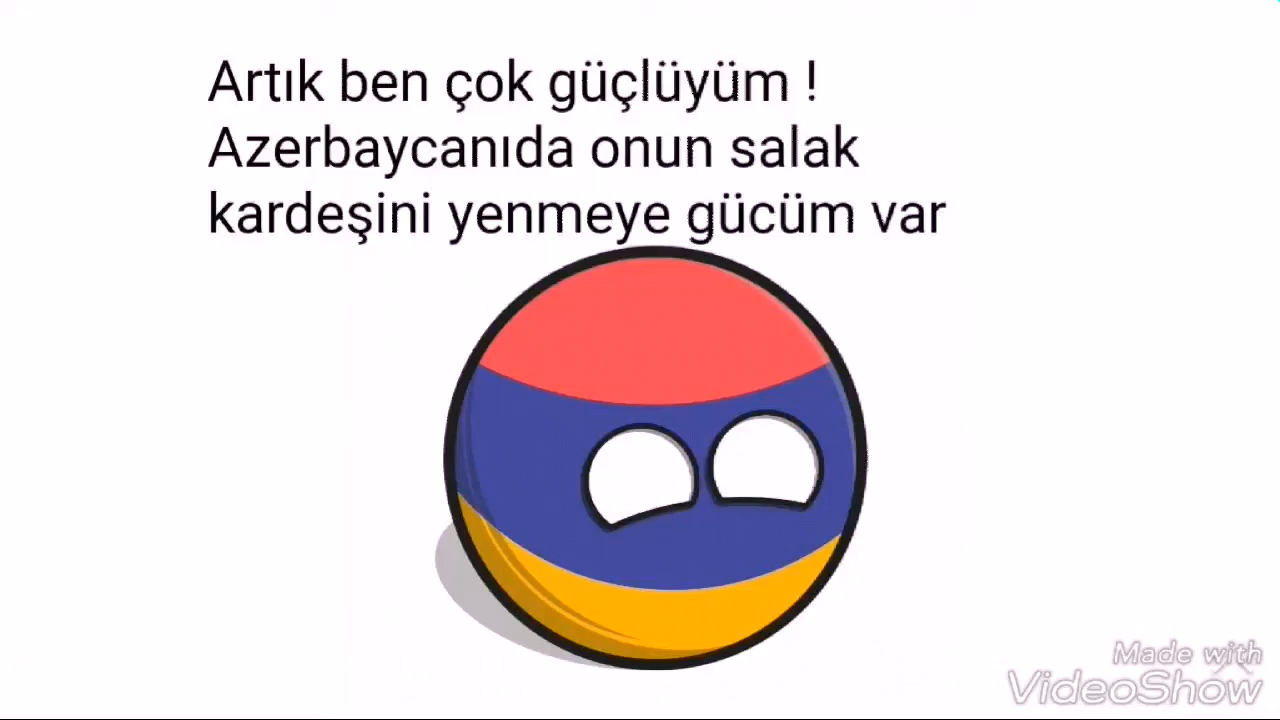 Artık ben çok güçlüyüm !
Azerbaycanıda onun salak
kardeşini yenmeye gücüm var
Made with
VideoShow